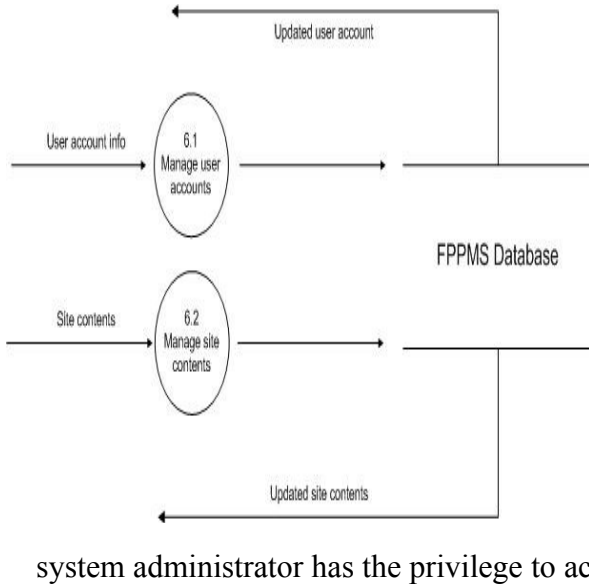 Updated user account
User account info
6.1
Manage user
accounts
FPPMS Database
Site contents
6.2
Manage site
contents
Updated site contents
system administrator has the privilege to